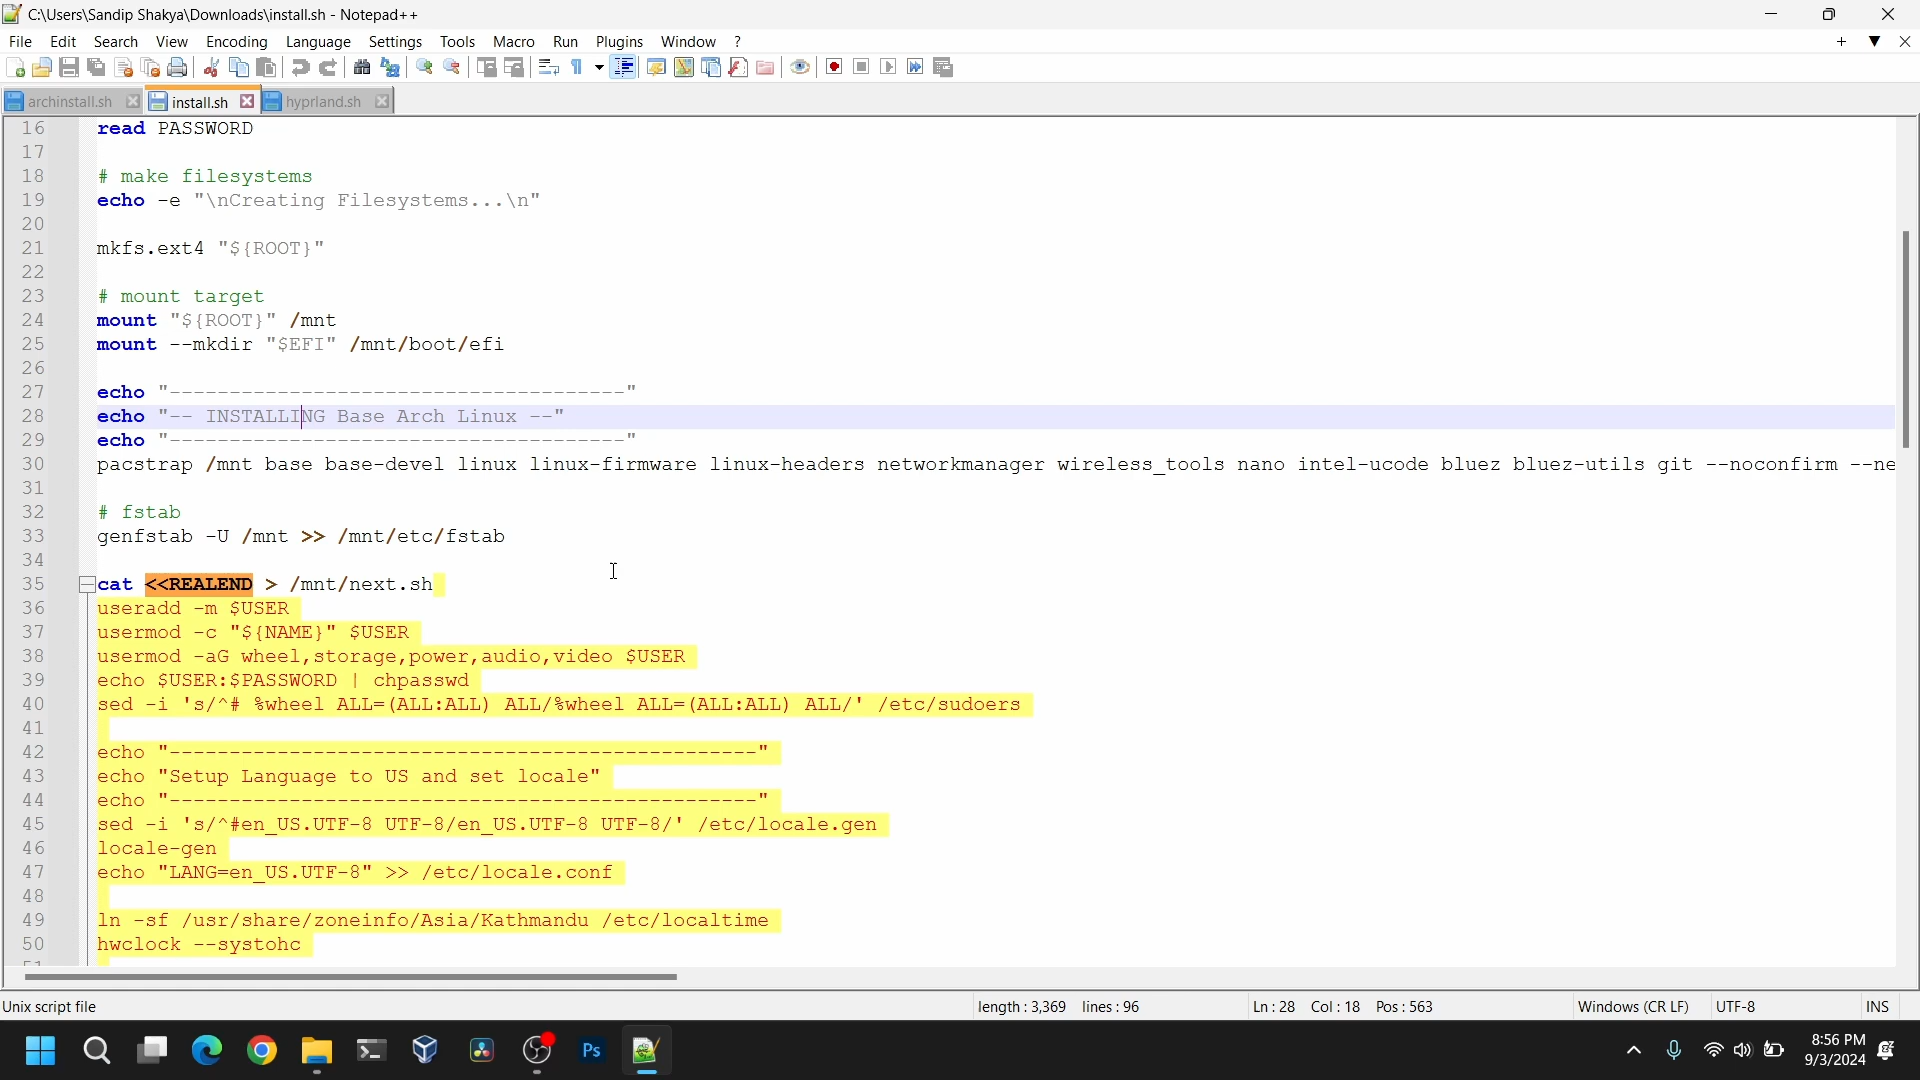 C:\Users\Sandip Shakya\Downloads\install.sh - Notepad++
File Edit Search View Encoding Language Settings Tools Macro Run Plugins Window ?
archinstall.sh install.sh hyprland.sh
16 read PASSWORD
17
18 # make filesystems
19 echo -e "\nCreating Filesystems...\n"
20
21 mkfs.ext4 "${ROOT}"
22
23 # mount target
24 mount "${ROOT}" /mnt
25 mount --mkdir "$EFI" /mnt/boot/efi
26
27 echo "--------------------------------------"
28 echo "-- INSTALLING Base Arch Linux --"
29 echo "--------------------------------------"
30 pacstrap /mnt base base-devel linux linux-firmware linux-headers networkmanager wireless_tools nano intel-ucode bluez bluez-utils git --noconfirm --ne
31
32 # fstab
33 genfstab -U /mnt >> /mnt/etc/fstab
34
35 cat <<REALEND > /mnt/next.sh
36 useradd -m $USER
37 usermod -c "${NAME}" $USER
38 usermod -aG wheel,storage,power,audio,video $USER
39 echo $USER:$PASSWORD | chpasswd
40 sed -i 's/^# %wheel ALL=(ALL:ALL) ALL/%wheel ALL=(ALL:ALL) ALL/' /etc/sudoers
41
42 echo "-------------------------------------------------"
43 echo "Setup Language to US and set locale"
44 echo "-------------------------------------------------"
45 sed -i 's/^#en_US.UTF-8 UTF-8/en_US.UTF-8 UTF-8/' /etc/locale.gen
46 locale-gen
47 echo "LANG=en_US.UTF-8" >> /etc/locale.conf
48
49 ln -sf /usr/share/zoneinfo/Asia/Kathmandu /etc/localtime
50 hwclock --systohc
51
Unix script file length : 3,369 lines : 96 Ln : 28 Col : 18 Pos : 563 Windows (CR LF) UTF-8 INS
Ps
8:56 PM
9/3/2024